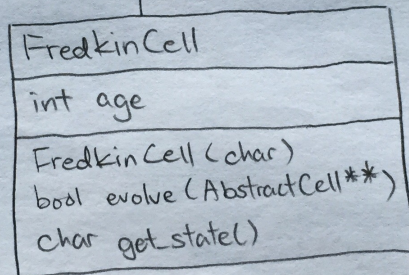 FredkinCell
int age
FredkinCell(char)
bool evolve(AbstractCell**)
char get_state()